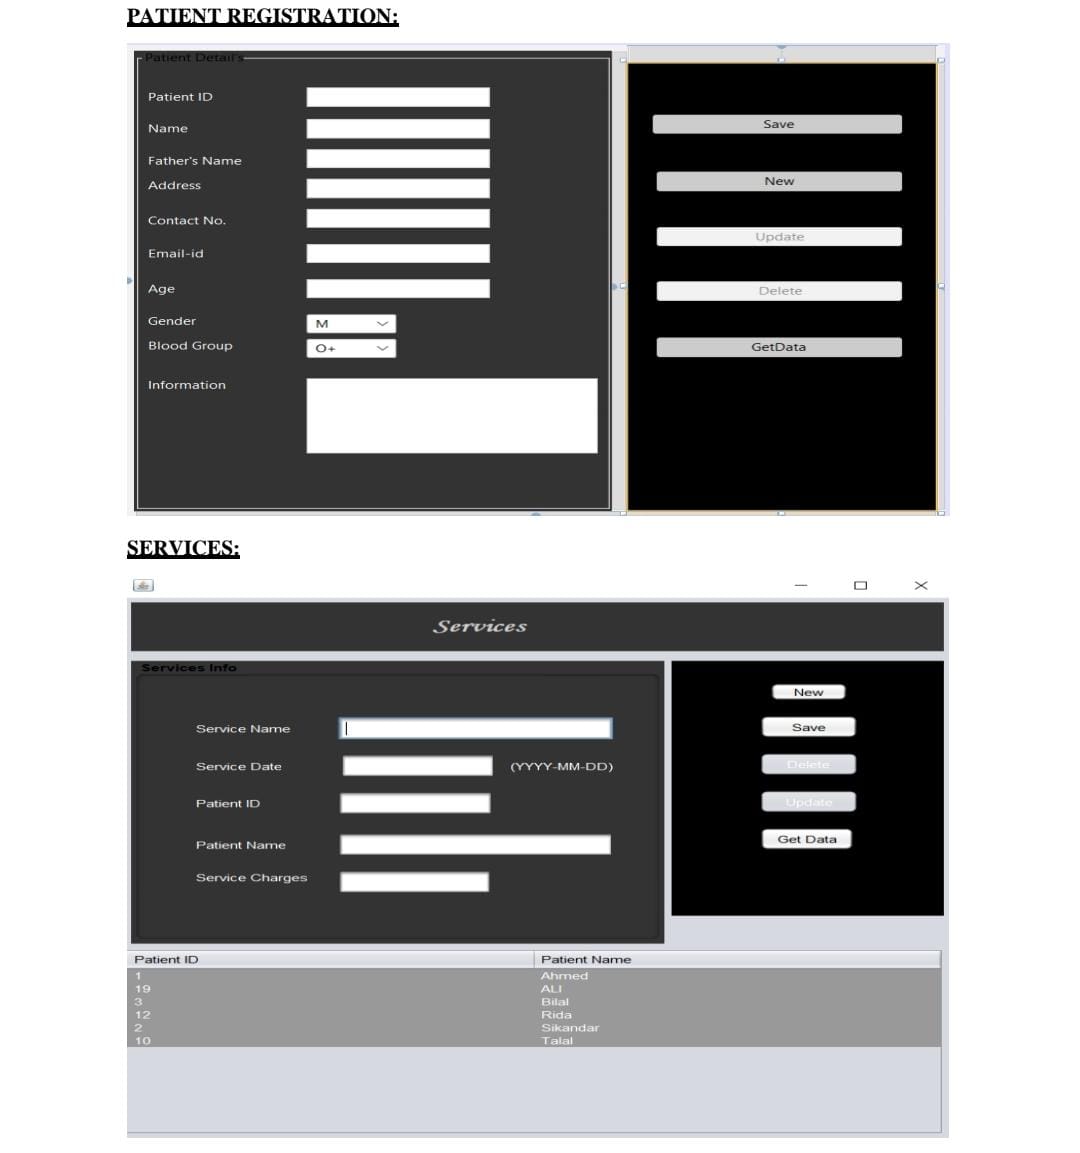 PATIENT REGISTRATION:
Patient Detail's
Patient ID
Name
Father's Name
Address
Contact No.
Email-id
Age
Gender
M
Blood Group
O+
Information
Save
New
Update
Delete
GetData
SERVICES:
Services
Services Info
Service Name
Service Date
(YYYY-MM-DD)
Patient ID
Patient Name
Service Charges
New
Save
Delete
Update
Get Data
Patient ID Patient Name
1 Ahmed
19 ALI
3 Bilal
12 Rida
2 Sikandar
10 Talal